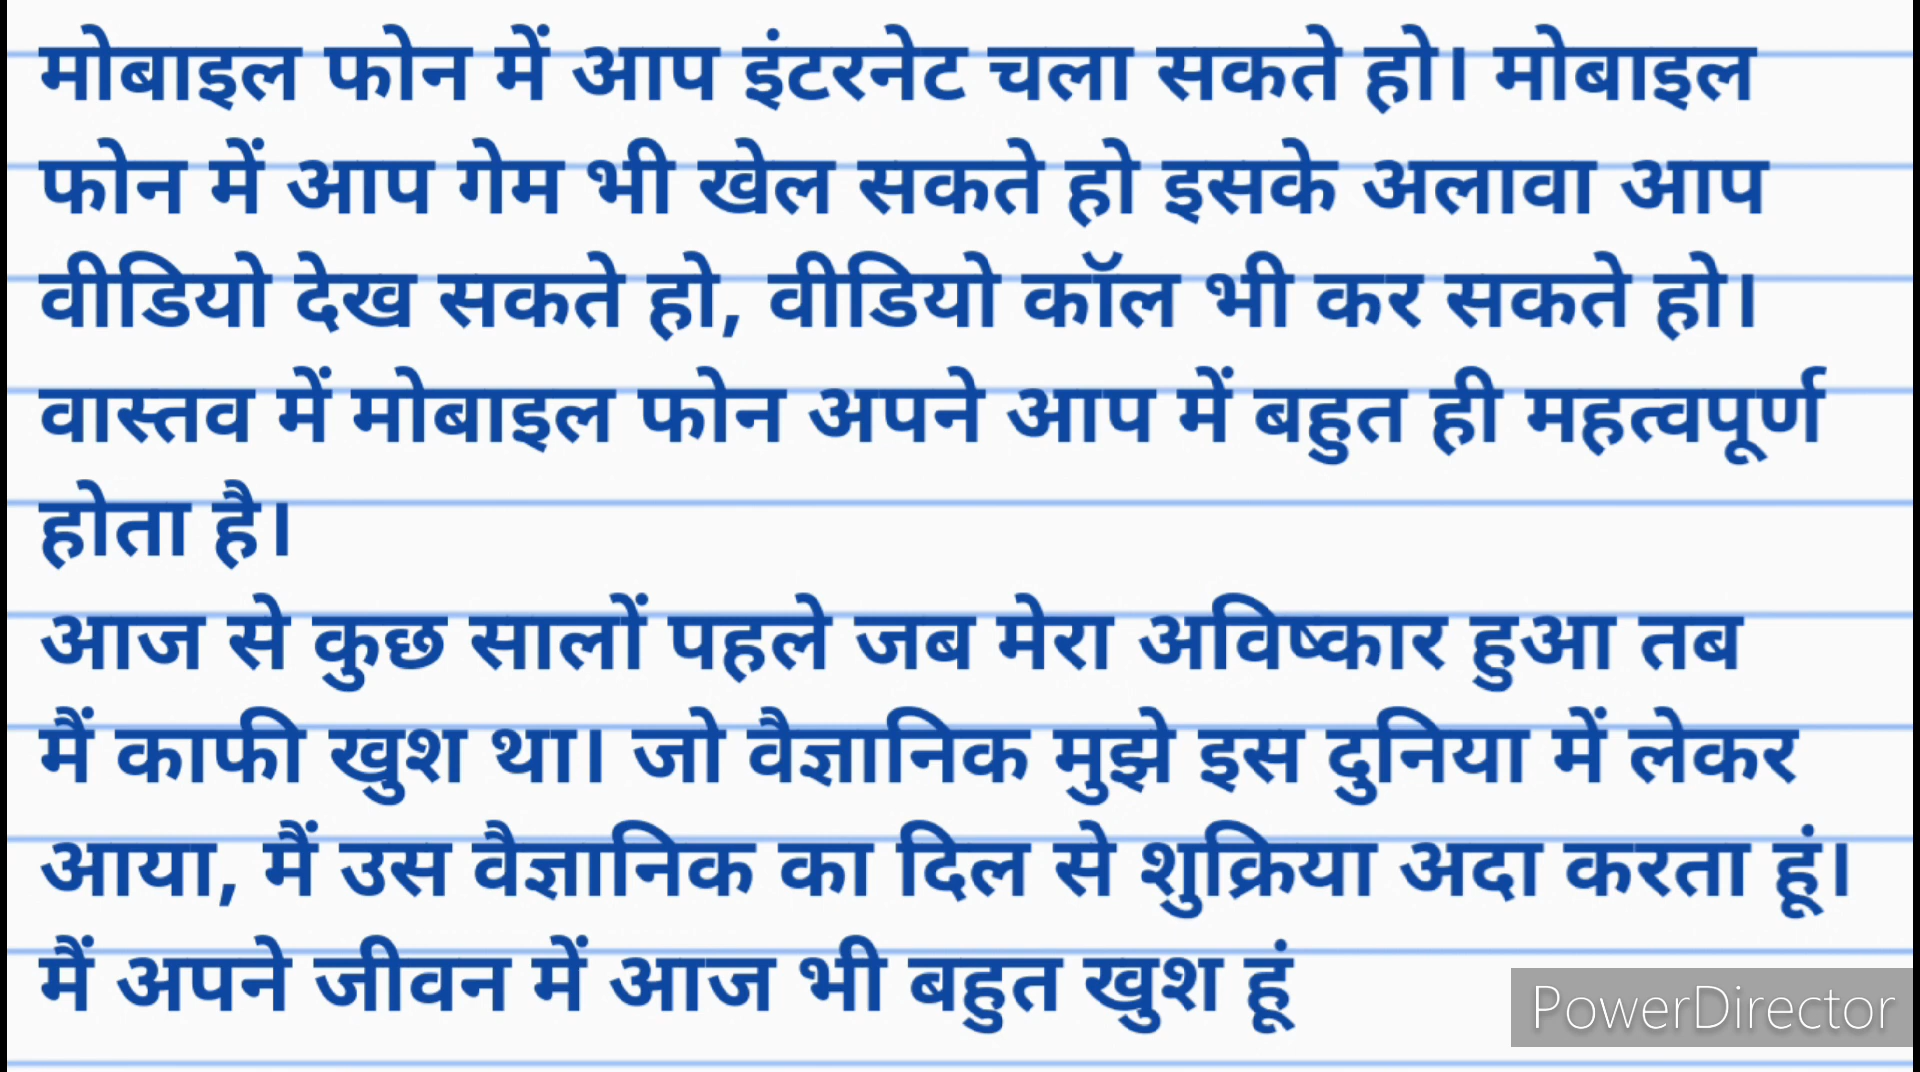 मोबाइल फोन में आप इंटरनेट चला सकते हो। मोबाइल
फोन में आप गेम भी खेल सकते हो इसके अलावा आप
वीडियो देख सकते हो, वीडियो कॉल भी कर सकते हो।
वास्तव में मोबाइल फोन अपने आप में बहुत ही महत्वपूर्ण
होता है।
आज से कुछ सालों पहले जब मेरा अविष्कार हुआ तब
मैं काफी खुश था। जो वैज्ञानिक मुझे इस दुनिया में लेकर
आया, मैं उस वैज्ञानिक का दिल से शुक्रिया अदा करता हूं।
मैं अपने जीवन में आज भी बहुत खुश हूं
PowerDirector